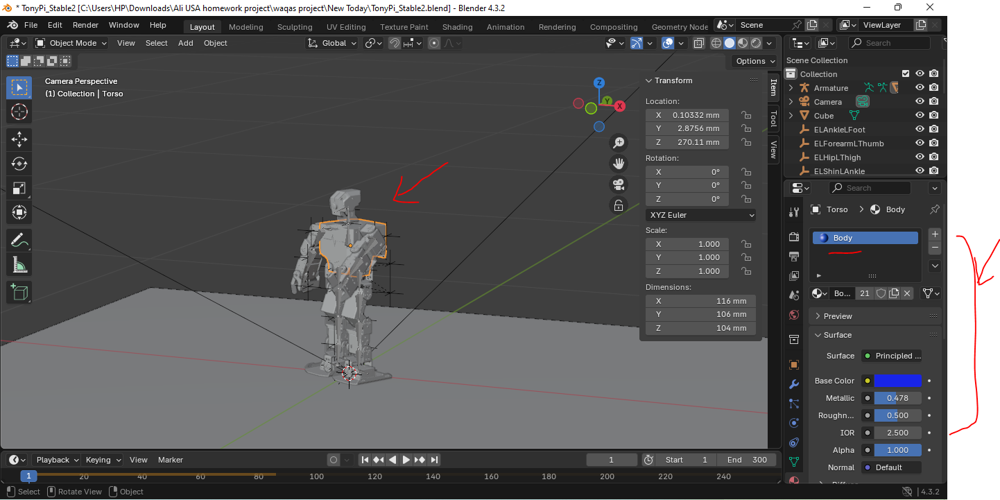 * TonyPi_Stable2 [C:\Users\HP\Downloads\Ali USA homework project\waqas project\New Today\TonyPi_Stable2.blend] - Blender 4.3.2
File Edit Render Window Help Layout Modeling Sculpting UV Editing Texture Paint Shading Animation Rendering Compositing Geometry Node Scene ViewLayer
Object Mode View Select Add Object Global Search
Options
Scene Collection
Collection
Armature
Camera
Cube
ELAnkleLFoot
ELForearmLThumb
ELHipLThigh
ELShinLAnkle
Camera Perspective
(1) Collection | Torso
Z
Y
X
Transform
Location:
X 0.10332 mm
Y 2.8756 mm
Z 270.11 mm
Rotation:
X 0°
Y 0°
Z 0°
XYZ Euler
Scale:
X 1.000
Y 1.000
Z 1.000
Dimensions:
X 116 mm
Y 106 mm
Z 104 mm
Item
Tool
View
Search
Torso Body
Body
Bo... 21
Preview
Surface
Surface Principled ...
Base Color
Metallic 0.478
Roughn... 0.500
IOR 2.500
Alpha 1.000
Normal Default
Playback Keying View Marker 1 Start 1 End 300
1 20 40 60 80 100 120 140 160 180 200 220 240
Select Rotate View Object 4.3.2